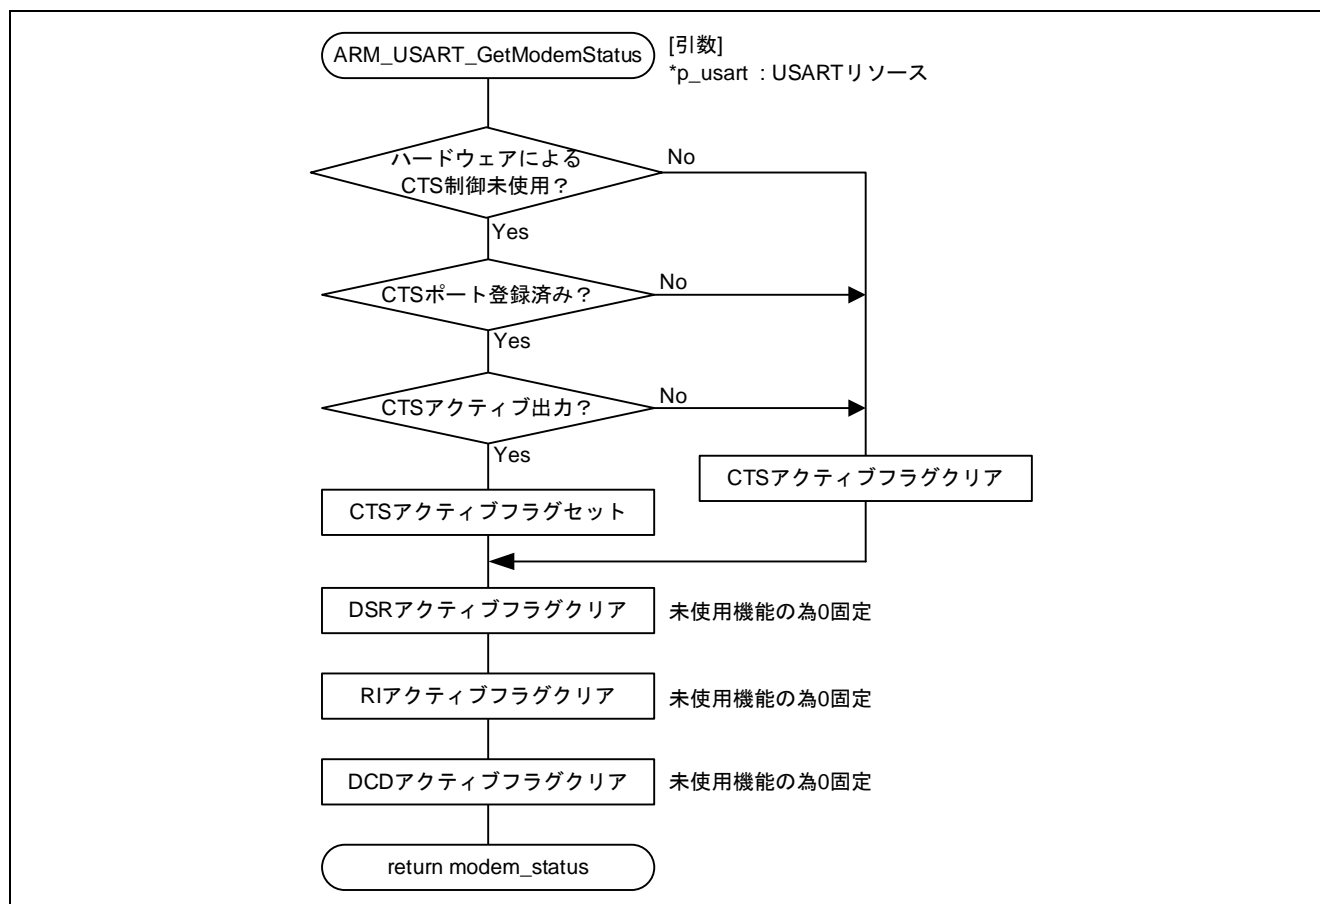 ARM_USART_GetModemStatus
[引数]
*p_usart : USARTリソース
ハードウェアによる
CTS制御未使用?
No
Yes
CTSポート登録済み?
No
Yes
CTSアクティブ出力?
No
Yes
CTSアクティブフラグクリア
CTSアクティブフラグセット
DSRアクティブフラグクリア
未使用機能の為0固定
RIアクティブフラグクリア
未使用機能の為0固定
DCDアクティブフラグクリア
未使用機能の為0固定
return modem_status